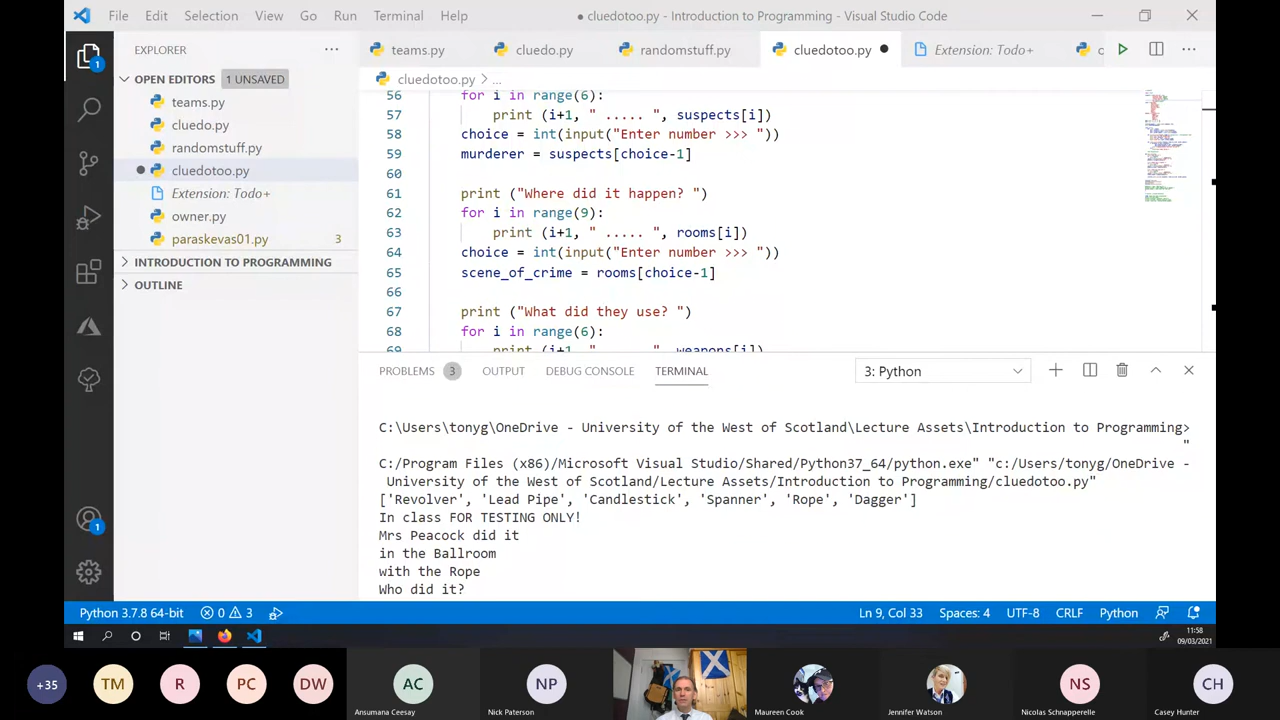 File Edit Selection View Go Run Terminal Help
● cluedotoo.py - Introduction to Programming - Visual Studio Code
EXPLORER
OPEN EDITORS 1 UNSAVED
teams.py
cluedo.py
randomstuff.py
cluedotoo.py
Extension: Todo+
owner.py
paraskevas01.py 3
INTRODUCTION TO PROGRAMMING
OUTLINE
1
1
teams.py cluedo.py randomstuff.py cluedotoo.py Extension: Todo+
cluedotoo.py > ...
56 for i in range(6):
57 print (i+1, " ..... ", suspects[i])
58 choice = int(input("Enter number >>> "))
59 murderer = suspects[choice-1]
60
61 print ("Where did it happen? ")
62 for i in range(9):
63 print (i+1, " ..... ", rooms[i])
64 choice = int(input("Enter number >>> "))
65 scene_of_crime = rooms[choice-1]
66
67 print ("What did they use? ")
68 for i in range(6):
69 print (i+1, " ..... ", weapons[i])
PROBLEMS 3 OUTPUT DEBUG CONSOLE TERMINAL 3: Python
C:\Users\tonyg\OneDrive - University of the West of Scotland\Lecture Assets\Introduction to Programming>
"
C:/Program Files (x86)/Microsoft Visual Studio/Shared/Python37_64/python.exe" "c:/Users/tonyg/OneDrive -
University of the West of Scotland/Lecture Assets/Introduction to Programming/cluedotoo.py"
['Revolver', 'Lead Pipe', 'Candlestick', 'Spanner', 'Rope', 'Dagger']
In class FOR TESTING ONLY!
Mrs Peacock did it
in the Ballroom
with the Rope
Who did it?
Python 3.7.8 64-bit 0 3 Ln 9, Col 33 Spaces: 4 UTF-8 CRLF Python
11:58
09/03/2021
+35 TM R PC DW AC NP NS CH
Ansumana Ceesay Nick Paterson Maureen Cook Jennifer Watson Nicolas Schnapperelle Casey Hunter